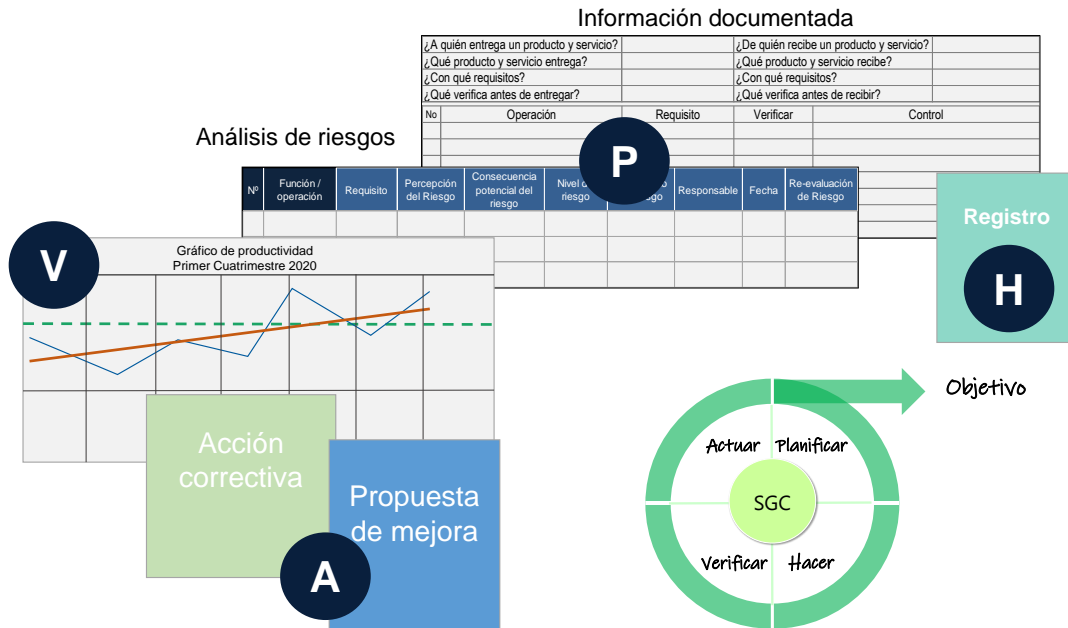 Información documentada
¿A quién entrega un producto y servicio?
¿De quién recibe un producto y servicio?
¿Qué producto y servicio entrega?
¿Qué producto y servicio recibe?
¿Con qué requisitos?
¿Con qué requisitos?
¿Qué verifica antes de entregar?
¿Qué verifica antes de recibir?
No
Operación
Requisito
Verificar
Control
P
Análisis de riesgos
Nº
Función /
operación
Requisito
Percepción
del Riesgo
Consecuencia
potencial del
riesgo
Nivel
riesgo
Responsable
Fecha
Re-evaluación
de Riesgo
Registro
H
V
Gráfico de productividad
Primer Cuatrimestre 2020
Acción
correctiva
Propuesta
de mejora
A
Objetivo
Actuar
Planificar
SGC
Verificar
Hacer